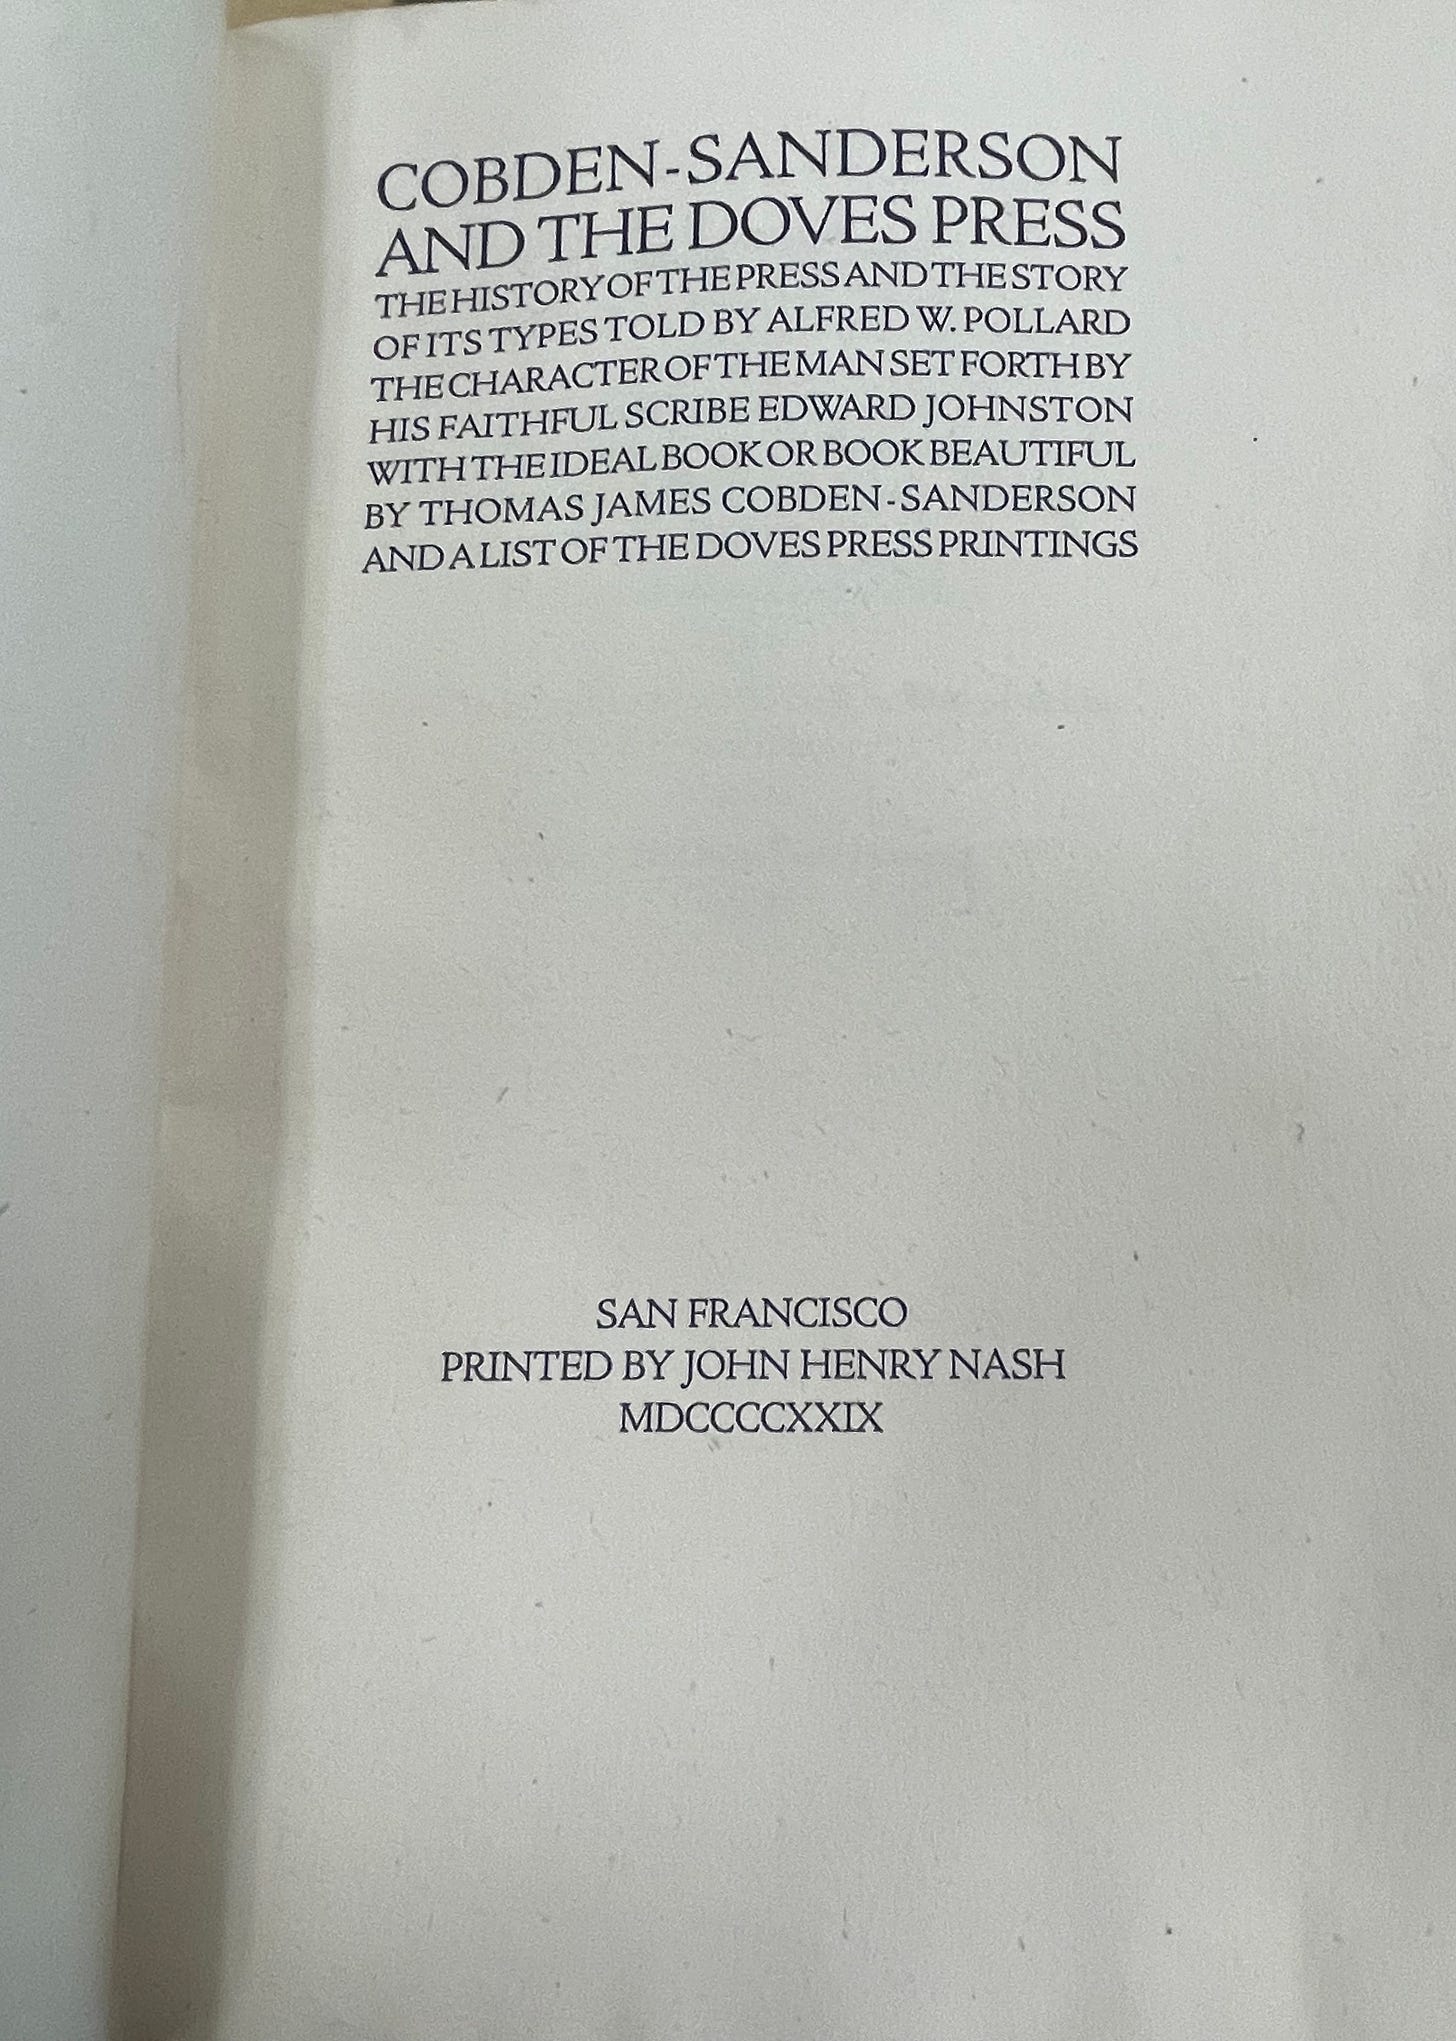 COBDEN-SANDERSON
AND THE DOVES PRESS
THE HISTORY OF THE PRESS AND THE STORY
OF ITS TYPES TOLD BY ALFRED W. POLLARD
THE CHARACTER OF THE MAN SET FORTH BY
HIS FAITHFUL SCRIBE EDWARD JOHNSTON
WITH THE IDEAL BOOK OR BOOK BEAUTIFUL
BY THOMAS JAMES COBDEN-SANDERSON
AND A LIST OF THE DOVES PRESS PRINTINGS
SAN FRANCISCO
PRINTED BY JOHN HENRY NASH
MDCCCCXXIX